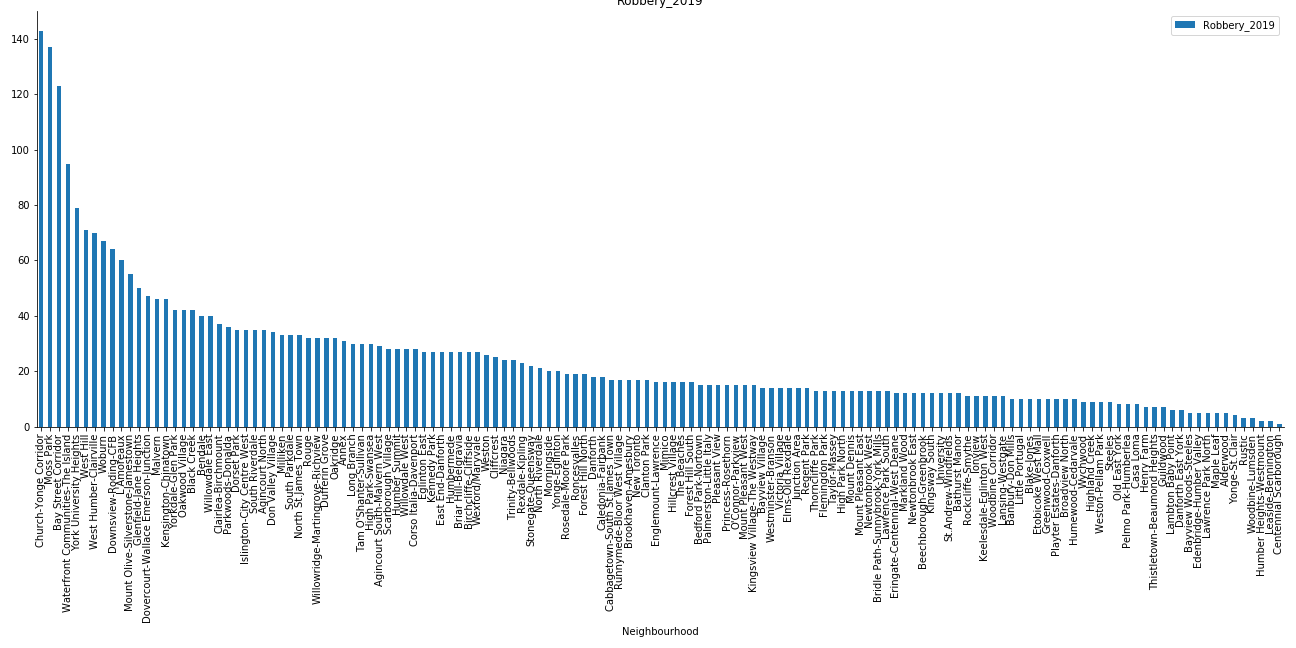 Robbery_2019
Robbery_2019
140
120
100
80
60
40
20
0
Church-Yonge Corridor
Moss Park
Bay Street Corridor
Waterfront Communities-The Island
York University Heights
West Hill
West Humber-Clairville
Woburn
Downsview-Roding-CFB
L'Amoreaux
Mount Olive-Silverstone-Jamestown
Glenfield-Jane Heights
Dovercourt-Wallace Emerson-Junction
Malvern
Kensington-Chinatown
Yorkdale-Glen Park
Oakwood Village
Black Creek
Bendale
Willowdale East
Clairlea-Birchmount
Parkwoods-Donalda
Dorset Park
Islington-City Centre West
South Riverdale
Agincourt North
Don Valley Village
Milliken
South Parkdale
North St.James Town
Rouge
Willowridge-Martingrove-Richview
Dufferin Grove
Oakridge
Annex
Long Branch
Tam O'Shanter-Sullivan
High Park-Swansea
Agincourt South-Malvern West
Scarborough Village
Humbermede
Willowdale West
Corso Italia-Davenport
Eglinton East
Kennedy Park
East End-Danforth
Ionview
Briar Hill-Belgravia
Birchcliffe-Cliffside
Wexford/Maryvale
Weston
Cliffcrest
Niagara
Trinity-Bellwoods
Rexdale-Kipling
Stonegate-Queensway
North Riverdale
Morningside
Yonge-Eglinton
Rosedale-Moore Park
Roncesvalles
Forest Hill North
Danforth
Caledonia-Fairbank
Cabbagetown-South St.James Town
Runnymede-Bloor West Village
Brookhaven-Amesbury
New Toronto
Clanton Park
Englemount-Lawrence
Mimico
Hillcrest Village
The Beaches
Forest Hill South
Bedford Park-Nortown
Palmerston-Little Italy
Pleasant View
Princess-Rosethorn
O'Connor-Parkview
Mount Pleasant West
Kingsview Village-The Westway
Bayview Village
Westminster-Branson
Victoria Village
Elms-Old Rexdale
Junction Area
Regent Park
Thorncliffe Park
Flemingdon Park
Taylor-Massey
High Park North
Mount Dennis
Mount Pleasant East
Newtonbrook West
Bridle Path-Sunnybrook-York Mills
Lawrence Park South
Eringate-Centennial-West Deane
Markland Wood
Newtonbrook East
Beechborough-Greenbrook
Kingsway South
University
St.Andrew-Windfields
Bathurst Manor
Rockcliffe-Smythe
Keelesdale-Eglinton West
Woodbine Corridor
Lansing-Westgate
Banbury-Don Mills
Little Portugal
Blake-Jones
Etobicoke West Mall
Greenwood-Coxwell
Playter Estates-Danforth
Broadview North
Humewood-Cedarvale
Wychwood
Highland Creek
Weston-Pellam Park
Steeles
Old East York
Pelmo Park-Humberlea
Casa Loma
Henry Farm
Thistletown-Beaumond Heights
Lambton Baby Point
Danforth East York
Bayview Woods-Steeles
Edenbridge-Humber Valley
Lawrence Park North
Maple Leaf
Alderwood
Yonge-St.Clair
Rustic
Woodbine-Lumsden
Humber Heights-Westmount
Leaside-Bennington
Centennial Scarborough
Neighbourhood